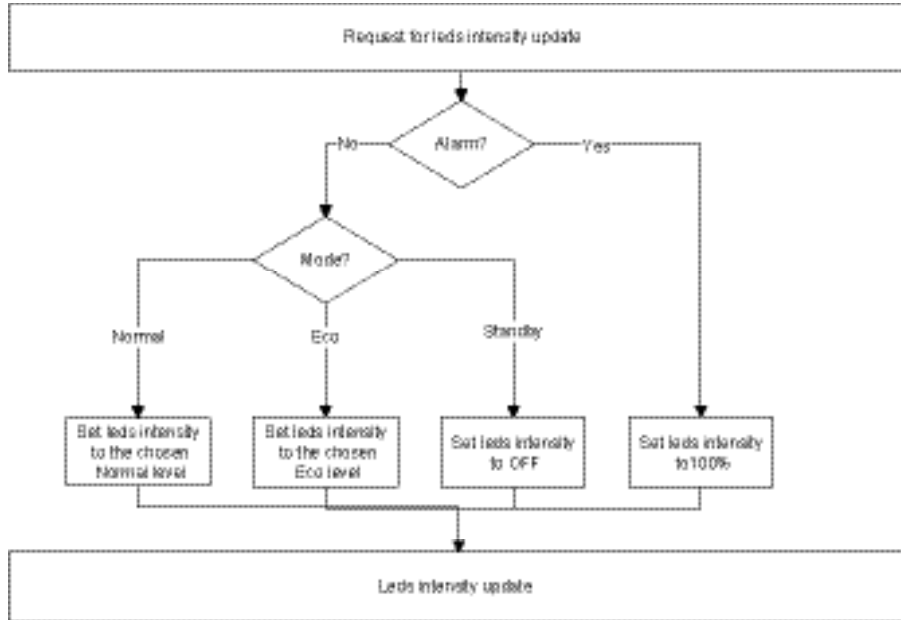 Request for leds intensity update
Alarm?
No
Yes
Mode?
Normal
Eco
Standby
Set leds intensity
to the chosen
Normal level
Set leds intensity
to the chosen
Eco level
Set leds intensity
to OFF
Set leds intensity
to 100%
Leds intensity update